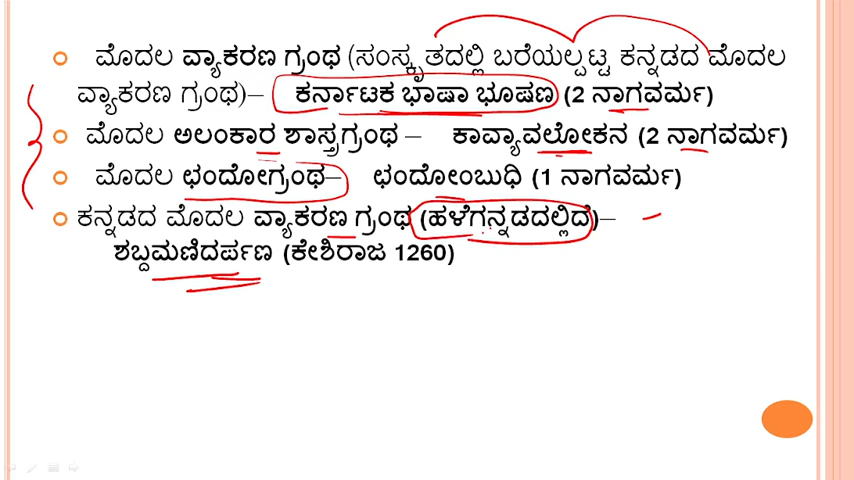 ಮೊದಲ ವ್ಯಾಕರಣ ಗ್ರಂಥ (ಸಂಸ್ಕೃತದಲ್ಲಿ ಬರೆಯಲ್ಪಟ್ಟ ಕನ್ನಡದ ಮೊದಲ
ವ್ಯಾಕರಣ ಗ್ರಂಥ)– ಕರ್ನಾಟಕ ಭಾಷಾ ಭೂಷಣ (2 ನಾಗವರ್ಮ)
ಮೊದಲ ಅಲಂಕಾರ ಶಾಸ್ತ್ರಗ್ರಂಥ – ಕಾವ್ಯಾವಲೋಕನ (2 ನಾಗವರ್ಮ)
ಮೊದಲ ಛಂದೋಗ್ರಂಥ– ಛಂದೋಂಬುಧಿ (1 ನಾಗವರ್ಮ)
ಕನ್ನಡದ ಮೊದಲ ವ್ಯಾಕರಣ ಗ್ರಂಥ (ಹಳೆಗನ್ನಡದಲ್ಲಿದೆ)–
ಶಬ್ದಮಣಿದರ್ಪಣ (ಕೇಶಿರಾಜ 1260)